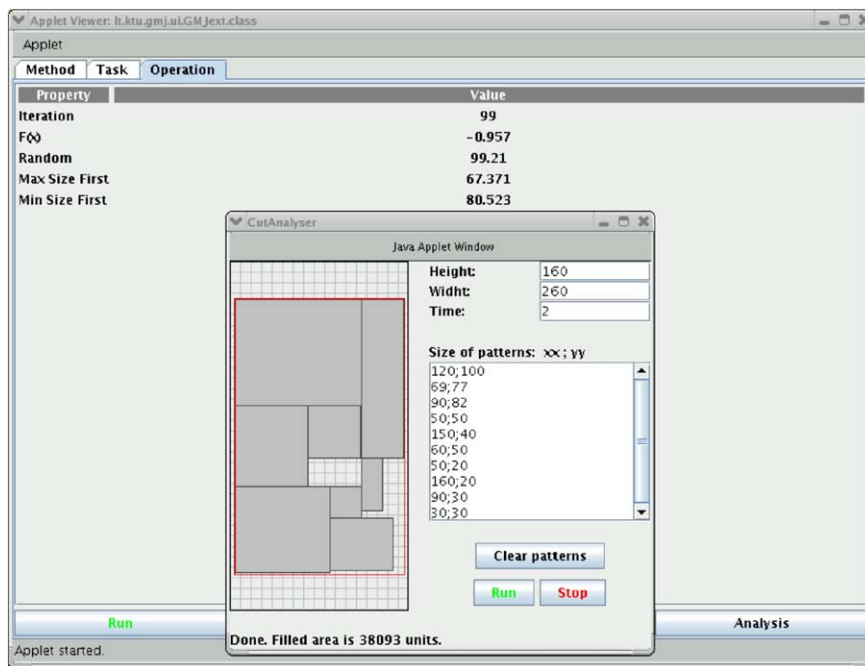 Applet Viewer: lt.ktu.gmj.ui.GMJext.class
Applet
Method Task Operation
Property Value
Iteration 99
F(x) -0.957
Random 99.21
Max Size First 67.371
Min Size First 80.523
CutAnalyser
Java Applet Window
Height: 160
Widht: 260
Time: 2
Size of patterns: xx; yy
120;100
69;77
90;82
50;50
150;40
60;50
50;20
160;20
90;30
30;30
Clear patterns
Run Stop
Done. Filled area is 38093 units.
Run Analysis
Applet started.